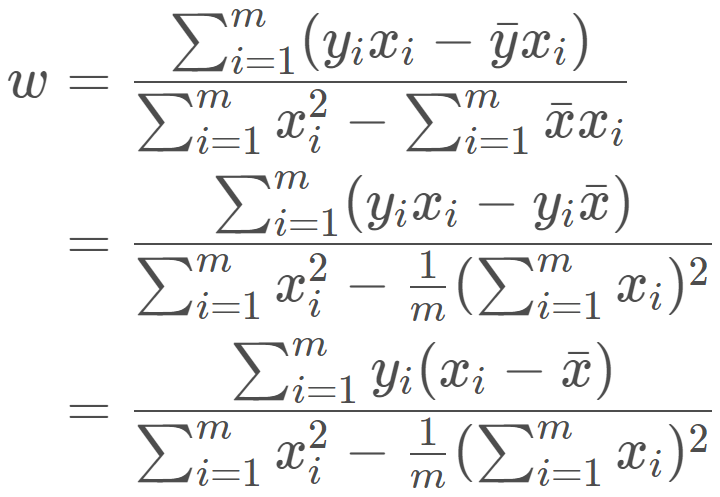 w = \frac{\sum_{i=1}^{m}(y_i x_i - \bar{y} x_i)}{\sum_{i=1}^{m} x_i^2 - \sum_{i=1}^{m} \bar{x} x_i}
= \frac{\sum_{i=1}^{m}(y_i x_i - y_i \bar{x})}{\sum_{i=1}^{m} x_i^2 - \frac{1}{m}(\sum_{i=1}^{m} x_i)^2}
= \frac{\sum_{i=1}^{m} y_i(x_i - \bar{x})}{\sum_{i=1}^{m} x_i^2 - \frac{1}{m}(\sum_{i=1}^{m} x_i)^2}